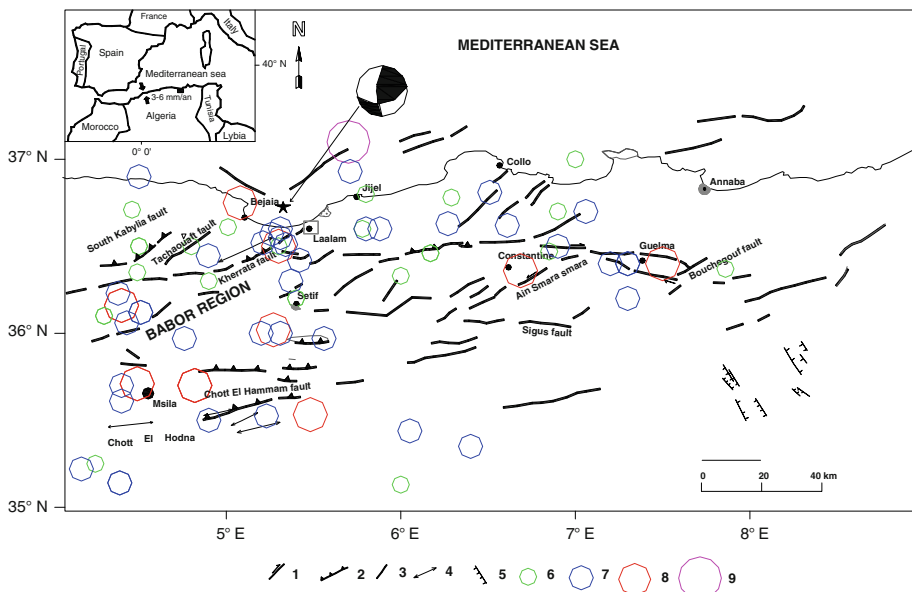 France
Italy
N
MEDITERRANEAN SEA
Portugal
Spain
40° N
Mediterranean sea
3-6 mm/an
Algeria
Tunisia
Morocco
Lybia
0° 0'
37° N
Collo
Annaba
Jijel
Bejaia
South Kabylia fault
Tachaouaft fault
Laalam
Kherrata fault
Constantine
Guelma
Bouchegouf fault
Ain Smara smara
BABOR REGION
Setif
Sigus fault
36° N
Chott El Hammam fault
Msila
Chott El Hodna
0 20 40 km
35° N
5° E 6° E 7° E 8° E
1 2 3 4 5 6 7 8 9